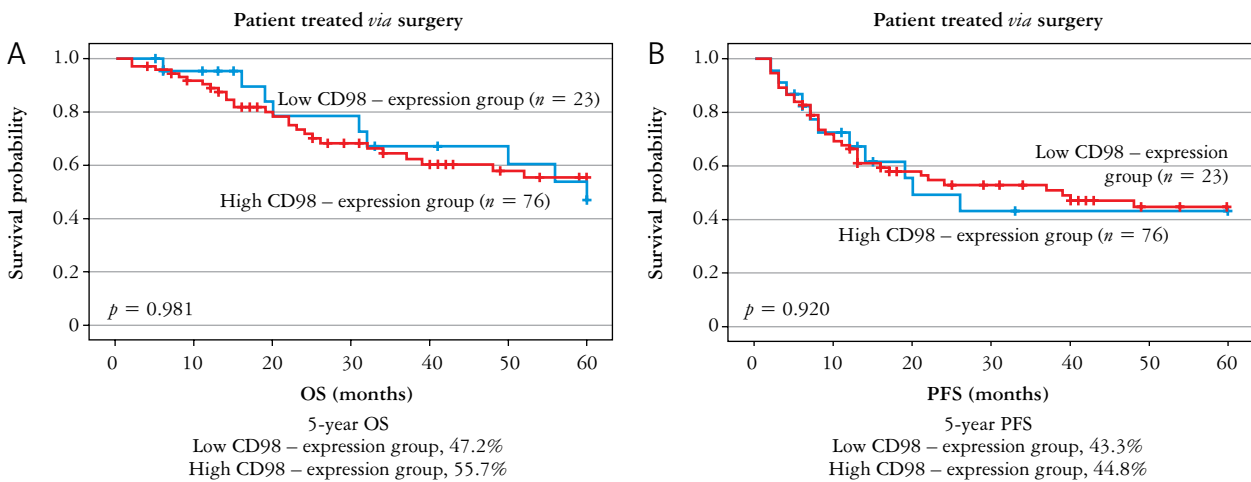 Patient treated via surgery
A
1.0
0.8
0.6
0.4
0.2
0
Survival probability
Low CD98 – expression group (n = 23)
High CD98 – expression group (n = 76)
p = 0.981
0 10 20 30 40 50 60
OS (months)
5-year OS
Low CD98 – expression group, 47.2%
High CD98 – expression group, 55.7%
Patient treated via surgery
B
1.0
0.8
0.6
0.4
0.2
0
Survival probability
Low CD98 – expression
group (n = 23)
High CD98 – expression group (n = 76)
p = 0.920
0 10 20 30 40 50 60
PFS (months)
5-year PFS
Low CD98 – expression group, 43.3%
High CD98 – expression group, 44.8%